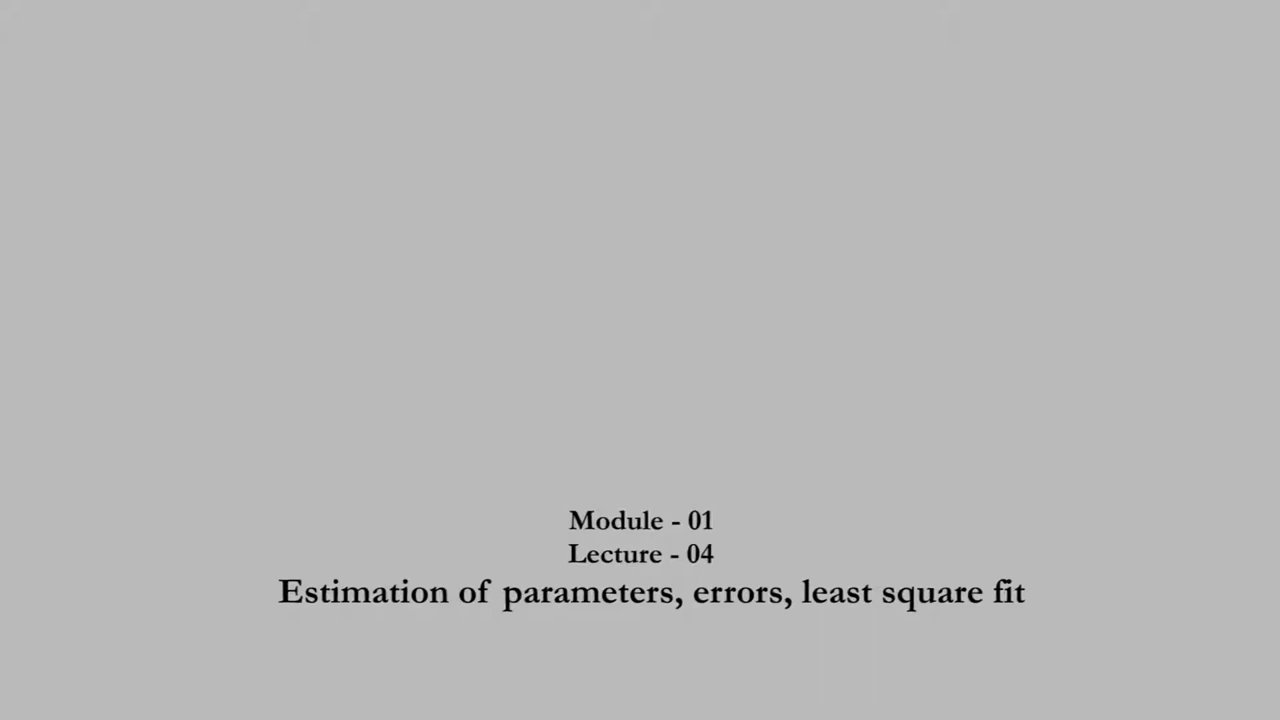 Module - 01
Lecture - 04
Estimation of parameters, errors, least square fit